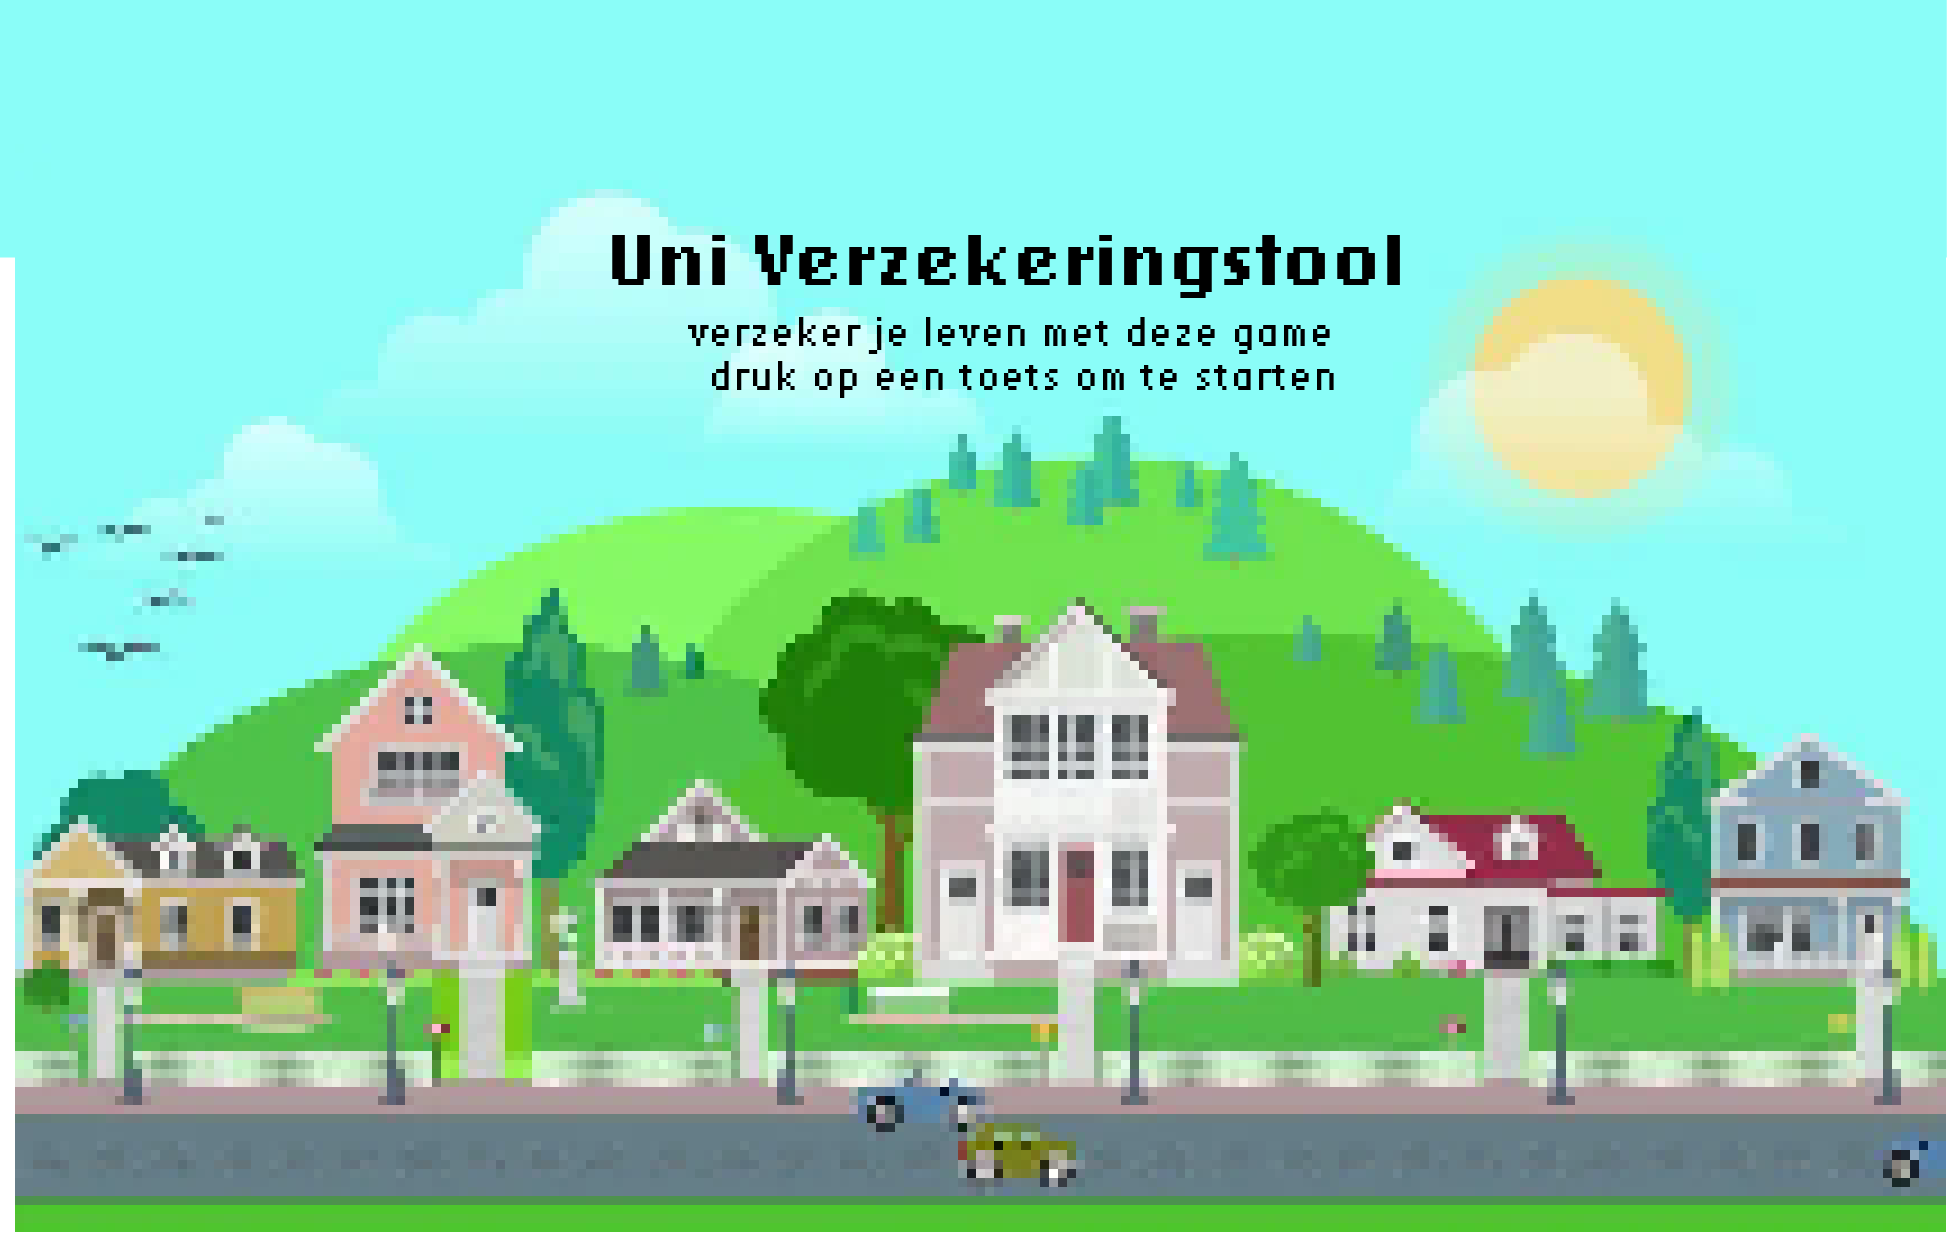 Uni Verzekeringstool
verzeker je leven met deze game
druk op een toets om te starten